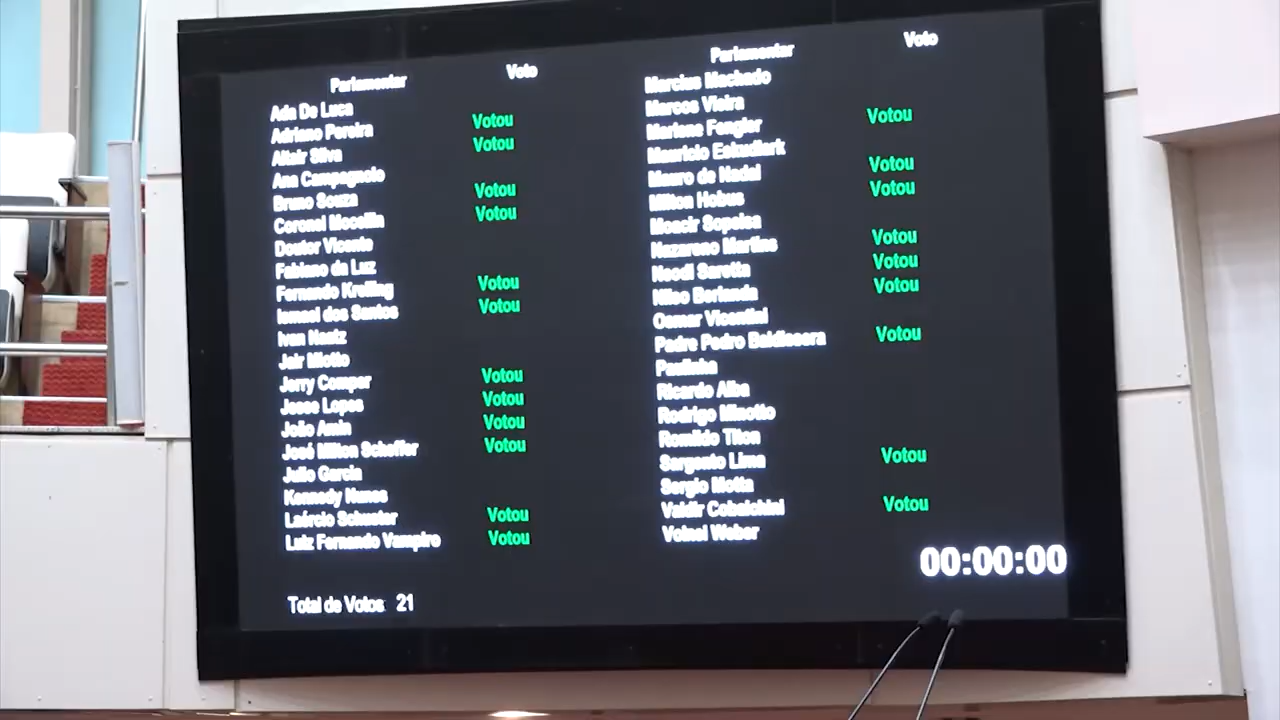 Parlamentar Voto
Ada De Luca
Adriano Pereira Votou
Altair Silva Votou
Ana Campagnolo
Bruno Souza Votou
Coronel Mocellin Votou
Doutor Vicente
Fabiano da Luz
Fernando Krelling Votou
Ismael dos Santos Votou
Ivan Naatz
Jair Miotto
Jerry Comper Votou
Jesse Lopes Votou
João Amin Votou
José Milton Scheffer Votou
Julio Garcia
Kennedy Nunes
Laércio Schuster Votou
Luiz Fernando Vampiro Votou
Total de Votos 21
Parlamentar Voto
Marcius Machado
Marcos Vieira
Marlene Fengler Votou
Mauricio Eskudlark
Mauro de Nadal Votou
Milton Hobus Votou
Moacir Sopelsa
Nazareno Martins Votou
Neodi Saretta Votou
Nilso Berlanda Votou
Osmar Vicentini
Padre Pedro Baldissera Votou
Paulinha
Ricardo Alba
Rodrigo Minotto
Romildo Titon
Sargento Lima Votou
Sergio Motta
Valdir Cobalchini Votou
Volnei Weber
00:00:00